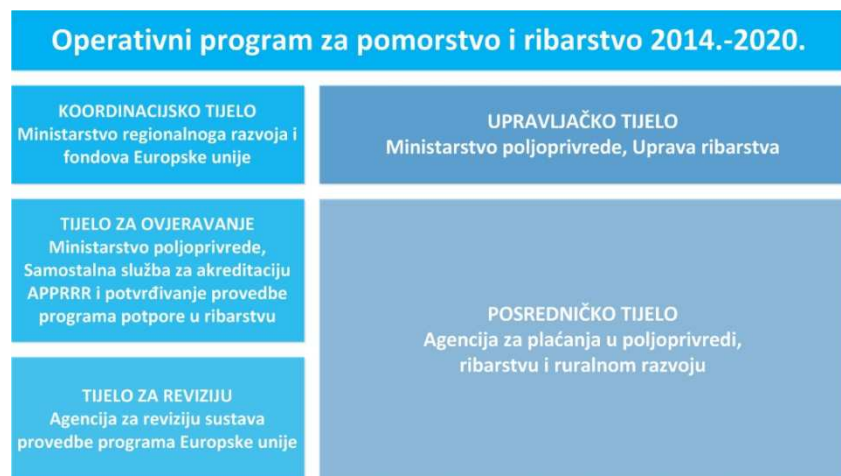 Operativni program za pomorstvo i ribarstvo 2014.-2020.
KOORDINACIJSKO TIJELO
Ministarstvo regionalnoga razvoja i
fondova Europske unije
UPRAVLJAČKO TIJELO
Ministarstvo poljoprivrede, Uprava ribarstva
TIJELO ZA OVJERAVANJE
Ministarstvo poljoprivrede,
Samostalna služba za akreditaciju
APPRRR i potvrđivanje provedbe
programa potpore u ribarstvu
POSREDNIČKO TIJELO
Agencija za plaćanja u poljoprivredi,
ribarstvu i ruralnom razvoju
TIJELO ZA REVIZIJU
Agencija za reviziju sustava
provedbe programa Europske unije